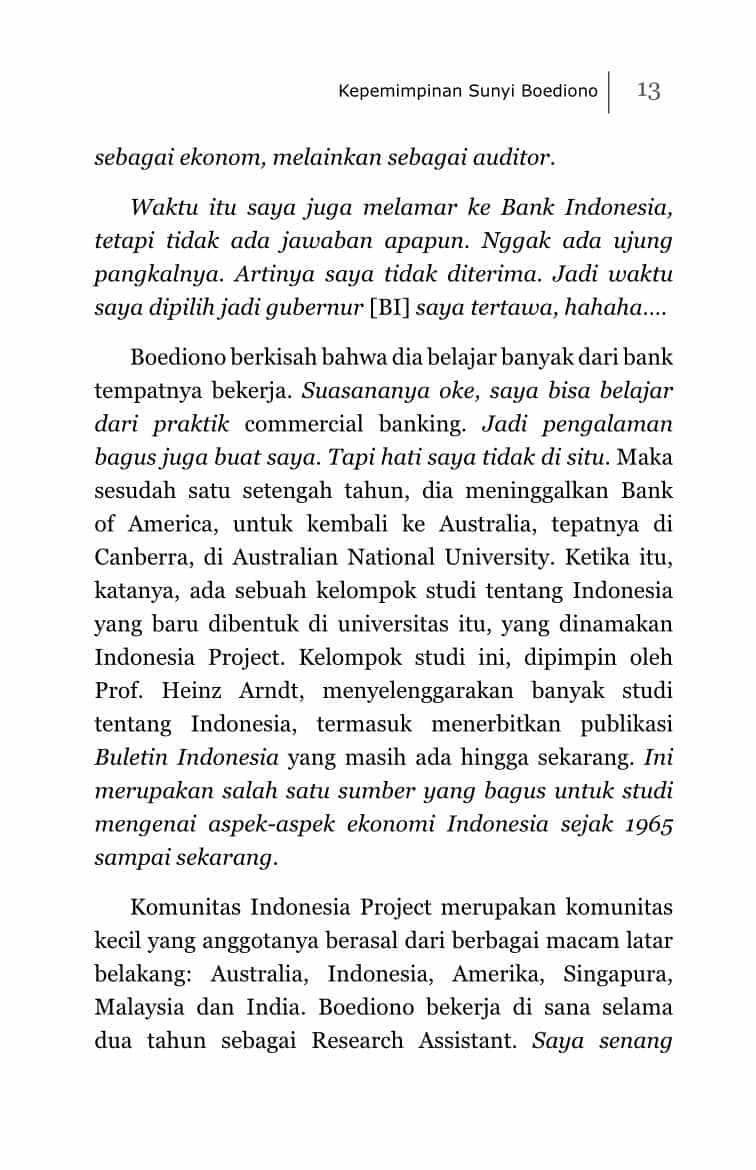 Kepemimpinan Sunyi Boediono 13
sebagai ekonom, melainkan sebagai auditor.
Waktu itu saya juga melamar ke Bank Indonesia,
tetapi tidak ada jawaban apapun. Nggak ada ujung
pangkalnya. Artinya saya tidak diterima. Jadi waktu
saya dipilih jadi gubernur [BI] saya tertawa, hahaha....
Boediono berkisah bahwa dia belajar banyak dari bank
tempatnya bekerja. Suasananya oke, saya bisa belajar
dari praktik commercial banking. Jadi pengalaman
bagus juga buat saya. Tapi hati saya tidak di situ. Maka
sesudah satu setengah tahun, dia meninggalkan Bank
of America, untuk kembali ke Australia, tepatnya di
Canberra, di Australian National University. Ketika itu,
katanya, ada sebuah kelompok studi tentang Indonesia
yang baru dibentuk di universitas itu, yang dinamakan
Indonesia Project. Kelompok studi ini, dipimpin oleh
Prof. Heinz Arndt, menyelenggarakan banyak studi
tentang Indonesia, termasuk menerbitkan publikasi
Buletin Indonesia yang masih ada hingga sekarang. Ini
merupakan salah satu sumber yang bagus untuk studi
mengenai aspek-aspek ekonomi Indonesia sejak 1965
sampai sekarang.
Komunitas Indonesia Project merupakan komunitas
kecil yang anggotanya berasal dari berbagai macam latar
belakang: Australia, Indonesia, Amerika, Singapura,
Malaysia dan India. Boediono bekerja di sana selama
dua tahun sebagai Research Assistant. Saya senang